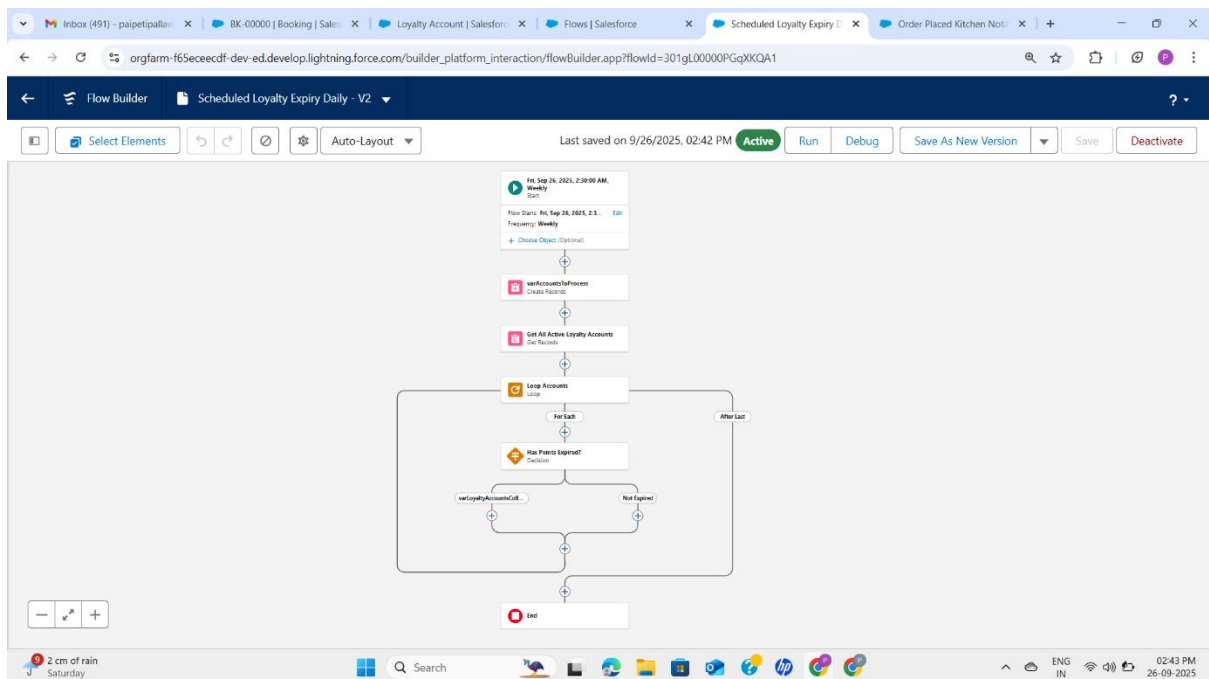 Inbox (491) - paipetipallavi
BK-00000 | Booking | Sales
Loyalty Account | Salesforc
Flows | Salesforce
Scheduled Loyalty Expiry D
Order Placed Kitchen Noti
orgfarm-f65eceecdf-dev-ed.develop.lightning.force.com/builder_platform_interaction/flowBuilder.app?flowId=301gL00000PGqXKQA1
P
Flow Builder
Scheduled Loyalty Expiry Daily - V2
?
Select Elements
Auto-Layout
Last saved on 9/26/2025, 02:42 PM
Active
Run
Debug
Save As New Version
Save
Deactivate
Fri, Sep 26, 2025, 2:30:00 AM,
Weekly
Start
Flow Starts: Fri, Sep 26, 2025, 2:3... Edit
Frequency: Weekly
+ Choose Object (Optional)
varAccountsToProcess
Create Records
Get All Active Loyalty Accounts
Get Records
Loop Accounts
Loop
For Each
After Last
Has Points Expired?
Decision
varLoyaltyAccountsColl...
Not Expired
End
9
2 cm of rain
Saturday
Search
ENG
IN
02:43 PM
26-09-2025